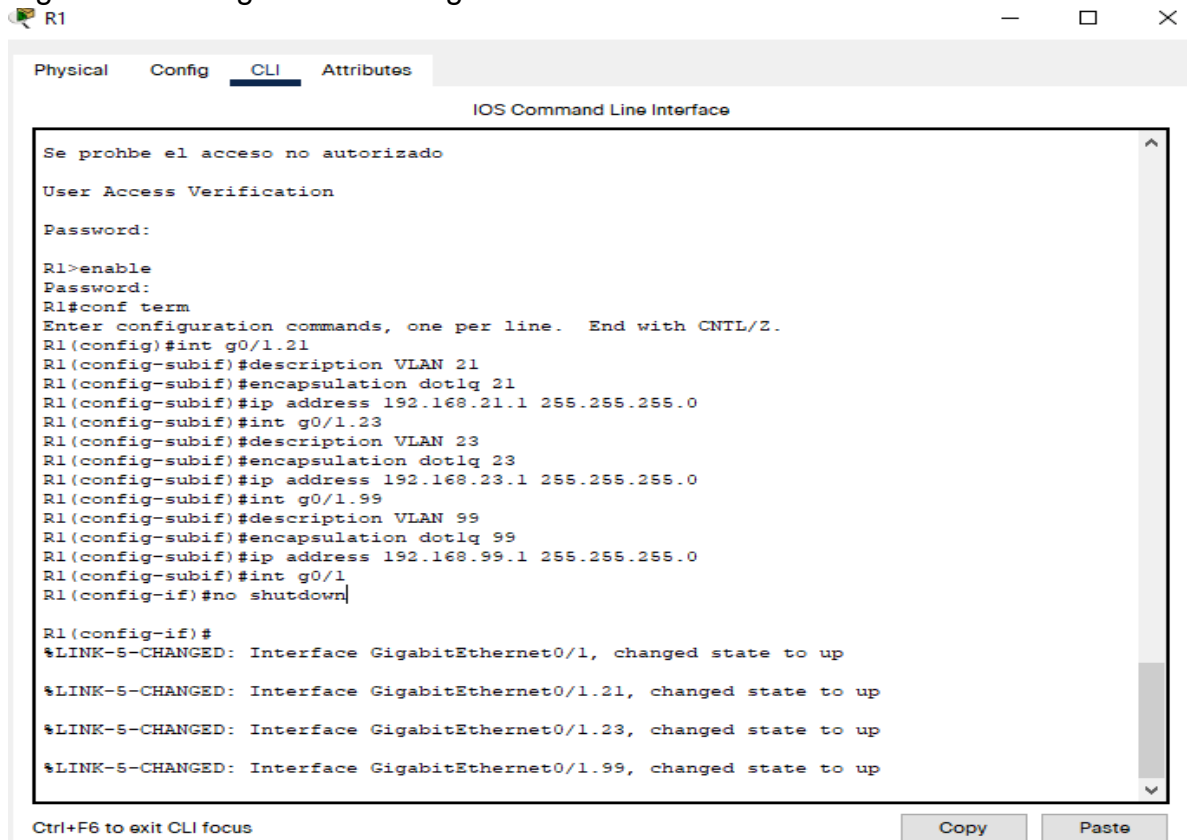 R1
Physical Config CLI Attributes
IOS Command Line Interface
Se prohbe el acceso no autorizado
User Access Verification
Password:
R1>enable
Password:
R1#conf term
Enter configuration commands, one per line. End with CNTL/Z.
R1(config)#int g0/1.21
R1(config-subif)#description VLAN 21
R1(config-subif)#encapsulation dot1q 21
R1(config-subif)#ip address 192.168.21.1 255.255.255.0
R1(config-subif)#int g0/1.23
R1(config-subif)#description VLAN 23
R1(config-subif)#encapsulation dot1q 23
R1(config-subif)#ip address 192.168.23.1 255.255.255.0
R1(config-subif)#int g0/1.99
R1(config-subif)#description VLAN 99
R1(config-subif)#encapsulation dot1q 99
R1(config-subif)#ip address 192.168.99.1 255.255.255.0
R1(config-subif)#int g0/1
R1(config-if)#no shutdown
R1(config-if)#
%LINK-5-CHANGED: Interface GigabitEthernet0/1, changed state to up
%LINK-5-CHANGED: Interface GigabitEthernet0/1.21, changed state to up
%LINK-5-CHANGED: Interface GigabitEthernet0/1.23, changed state to up
%LINK-5-CHANGED: Interface GigabitEthernet0/1.99, changed state to up
Ctrl+F6 to exit CLI focus
Copy Paste